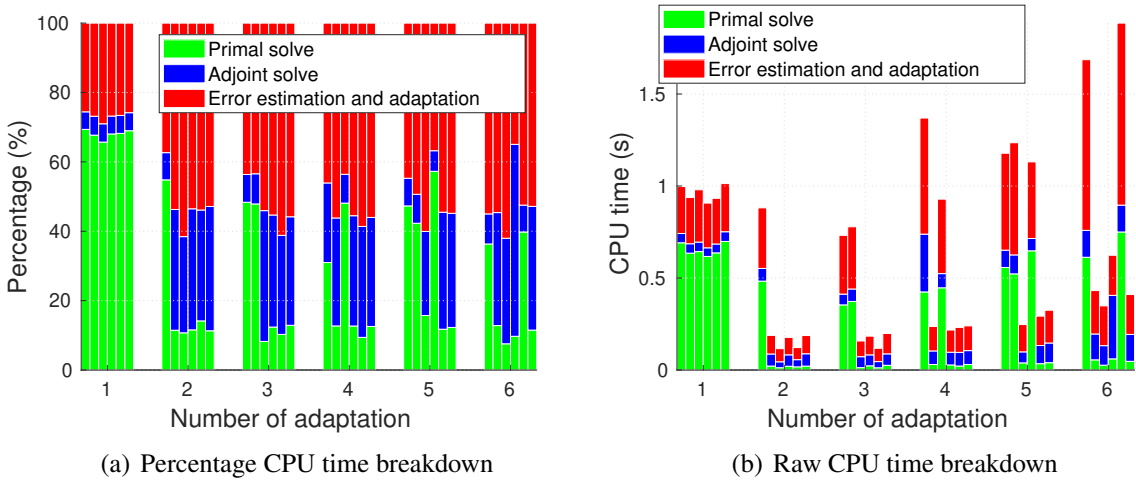 100
80
60
40
20
0
Percentage (%)
Primal solve
Adjoint solve
Error estimation and adaptation
1 2 3 4 5 6
Number of adaptation
(a) Percentage CPU time breakdown
Primal solve
Adjoint solve
Error estimation and adaptation
1.5
1
0.5
0
CPU time (s)
1 2 3 4 5 6
Number of adaptation
(b) Raw CPU time breakdown